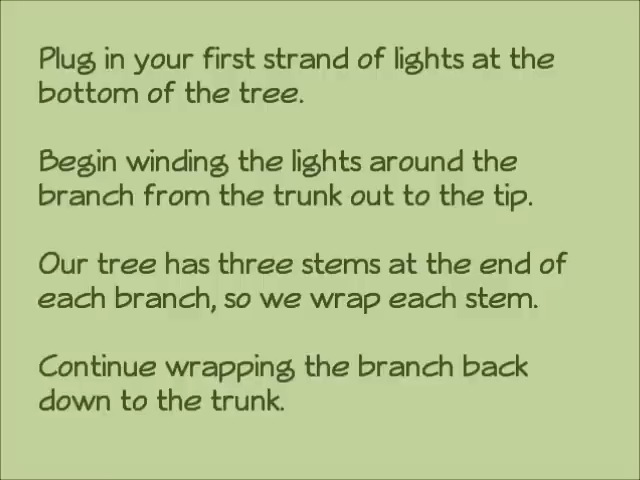 Plug in your first strand of lights at the
bottom of the tree.
Begin winding the lights around the
branch from the trunk out to the tip.
Our tree has three stems at the end of
each branch, so we wrap each stem.
Continue wrapping the branch back
down to the trunk.